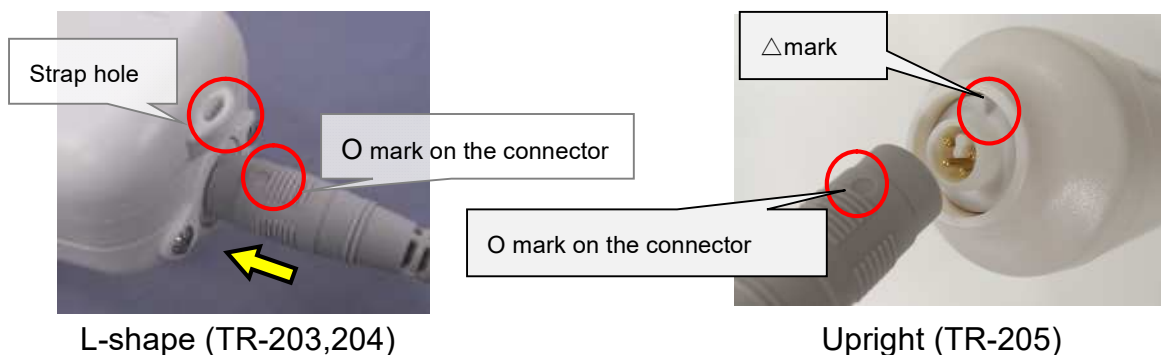 Strap hole
O mark on the connector
L-shape (TR-203,204)
△mark
O mark on the connector
Upright (TR-205)